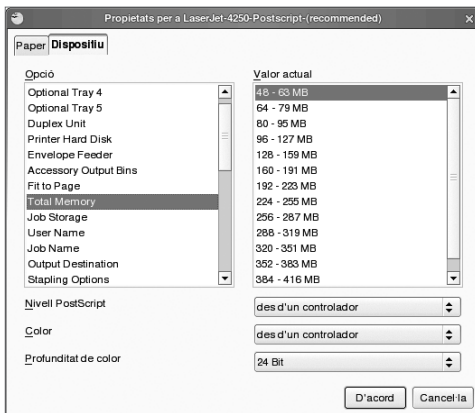 Propietats per a LaserJet-4250-Postscript-(recommended)
Paper Dispositiu
Opció
Optional Tray 4
Optional Tray 5
Duplex Unit
Printer Hard Disk
Envelope Feeder
Accessory Output Bins
Fit to Page
Total Memory
Job Storage
User Name
Job Name
Output Destination
Stapling Options
Valor actual
48 - 63 MB
64 - 79 MB
80 - 95 MB
96 - 127 MB
128 - 159 MB
160 - 191 MB
192 - 223 MB
224 - 255 MB
256 - 287 MB
288 - 319 MB
320 - 351 MB
352 - 383 MB
384 - 416 MB
Nivell PostScript des d'un controlador
Color des d'un controlador
Profunditat de color 24 Bit
D'acord Cancel·la